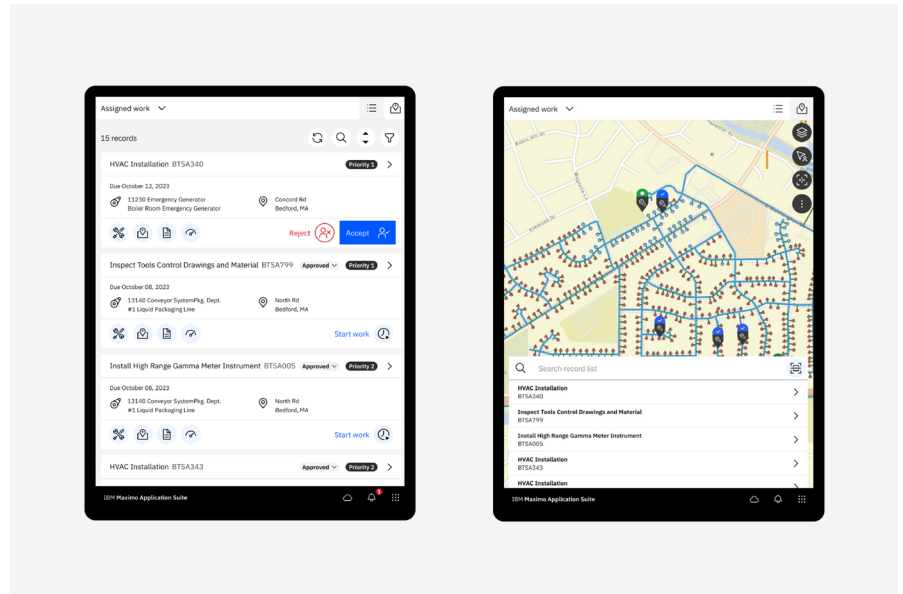 Assigned work
15 records
HVAC Installation BTSA340 Priority 1
Due October 12, 2023
11230 Emergency Generator
Boiler Room Emergency Generator
Concord Rd
Bedford, MA
Reject Accept
Inspect Tools Control Drawings and Material BTSA799 Approved Priority 1
Due October 08, 2023
13140 Conveyor SystemPkg. Dept.
#1 Liquid Packaging Line
North Rd
Bedford, MA
Start work
Install High Range Gamma Meter Instrument BTSA005 Approved Priority 2
Due October 08, 2023
13140 Conveyor SystemPkg. Dept.
#1 Liquid Packaging Line
North Rd
Bedford, MA
Start work
HVAC Installation BTSA343 Approved Priority 2
IBM Maximo Application Suite
1
Assigned work
Search record list
HVAC Installation
BTSA340
Inspect Tools Control Drawings and Material
BTSA799
Install High Range Gamma Meter Instrument
BTSA005
HVAC Installation
BTSA343
HVAC Installation
IBM Maximo Application Suite